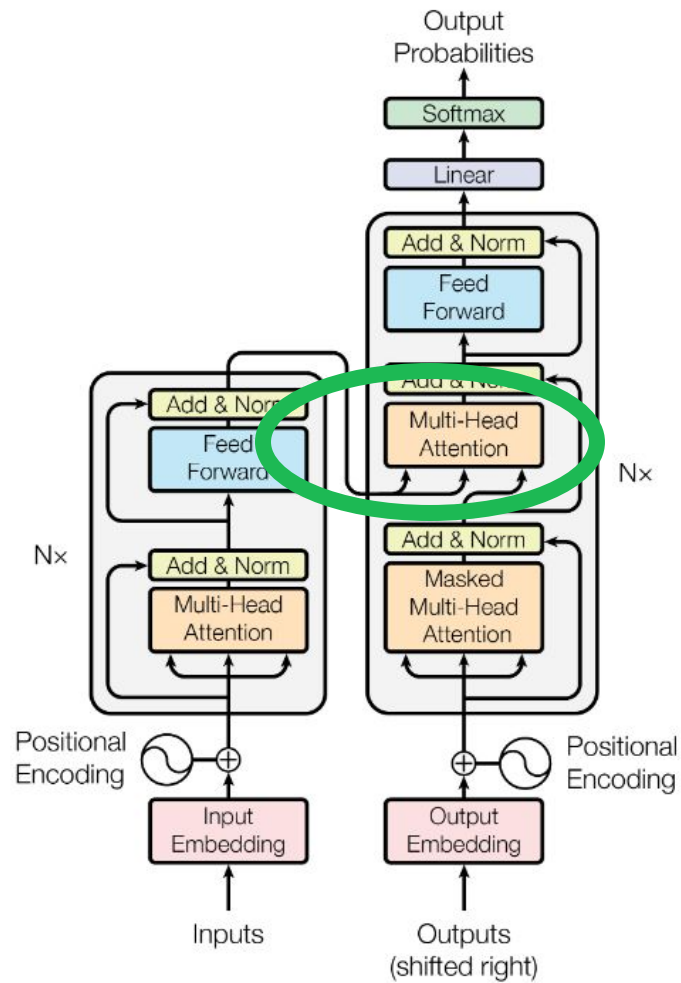 Output
Probabilities
Softmax
Linear
Add & Norm
Feed
Forward
Add & Norm
Multi-Head
Attention
Add & Norm
Masked
Multi-Head
Attention
Nx
Add & Norm
Feed
Forward
Add & Norm
Multi-Head
Attention
Nx
Positional
Encoding
Positional
Encoding
Input
Embedding
Output
Embedding
Inputs
Outputs
(shifted right)